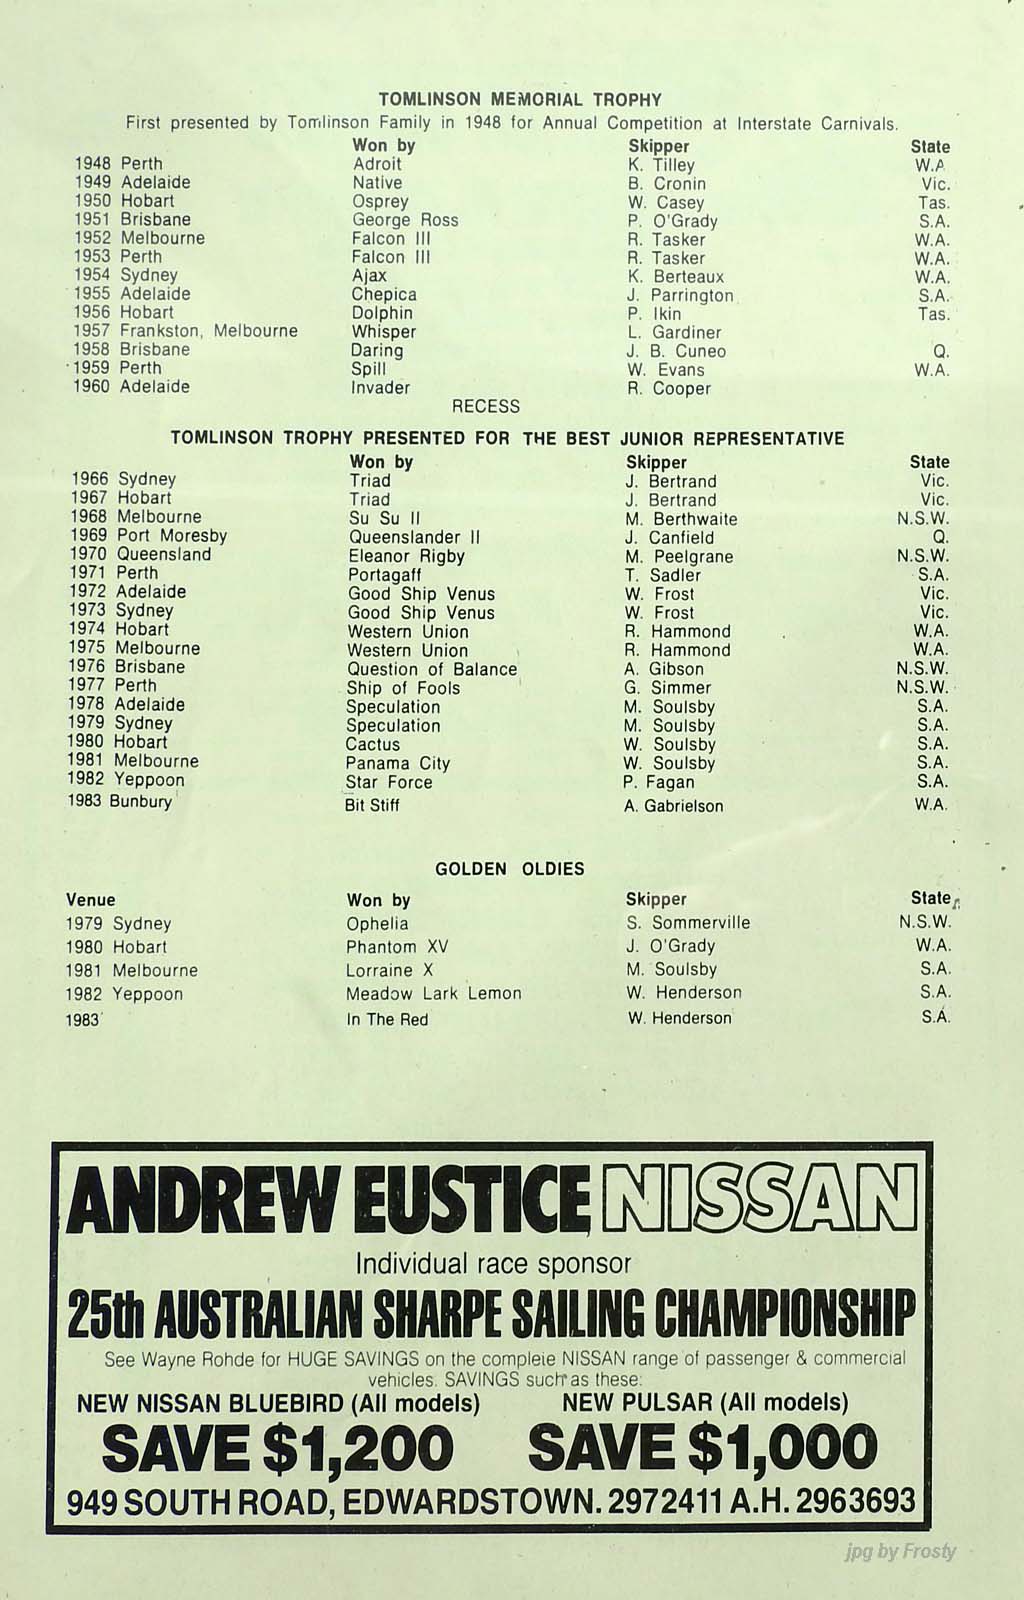 TOMLINSON MEMORIAL TROPHY
First presented by Tomlinson Family in 1948 for Annual Competition at Interstate Carnivals.
Won by Skipper State
1948 Perth Adroit K. Tilley W.A
1949 Adelaide Native B. Cronin Vic.
1950 Hobart Osprey W. Casey Tas.
1951 Brisbane George Ross P. O'Grady S.A.
1952 Melbourne Falcon III R. Tasker W.A.
1953 Perth Falcon III R. Tasker W.A.
1954 Sydney Ajax K. Berteaux W.A.
1955 Adelaide Chepica J. Parrington S.A.
1956 Hobart Dolphin P. Ikin Tas.
1957 Frankston, Melbourne Whisper L. Gardiner
1958 Brisbane Daring J. B. Cuneo Q.
1959 Perth Spill W. Evans W.A.
1960 Adelaide Invader R. Cooper
RECESS
TOMLINSON TROPHY PRESENTED FOR THE BEST JUNIOR REPRESENTATIVE
Won by Skipper State
1966 Sydney Triad J. Bertrand Vic.
1967 Hobart Triad J. Bertrand Vic.
1968 Melbourne Su Su II M. Berthwaite N.S.W.
1969 Port Moresby Queenslander II J. Canfield Q.
1970 Queensland Eleanor Rigby M. Peelgrane N.S.W.
1971 Perth Portagaff T. Sadler S.A.
1972 Adelaide Good Ship Venus W. Frost Vic.
1973 Sydney Good Ship Venus W. Frost Vic.
1974 Hobart Western Union R. Hammond W.A.
1975 Melbourne Western Union R. Hammond W.A.
1976 Brisbane Question of Balance A. Gibson N.S.W.
1977 Perth Ship of Fools G. Simmer N.S.W.
1978 Adelaide Speculation M. Soulsby S.A.
1979 Sydney Speculation M. Soulsby S.A.
1980 Hobart Cactus W. Soulsby S.A.
1981 Melbourne Panama City W. Soulsby S.A.
1982 Yeppoon Star Force P. Fagan S.A.
1983 Bunbury Bit Stiff A. Gabrielson W.A.
GOLDEN OLDIES
Venue Won by Skipper State
1979 Sydney Ophelia S. Sommerville N.S.W.
1980 Hobart Phantom XV J. O'Grady W.A.
1981 Melbourne Lorraine X M. Soulsby S.A.
1982 Yeppoon Meadow Lark Lemon W. Henderson S.A.
1983 In The Red W. Henderson S.A.
ANDREW EUSTICE NISSAN
Individual race sponsor
25th AUSTRALIAN SHARPE SAILING CHAMPIONSHIP
See Wayne Rohde for HUGE SAVINGS on the complete NISSAN range of passenger & commercial
vehicles. SAVINGS such as these:
NEW NISSAN BLUEBIRD (All models) NEW PULSAR (All models)
SAVE $1,200 SAVE $1,000
949 SOUTH ROAD, EDWARDSTOWN. 2972411 A.H. 2963693
jpg by Frosty